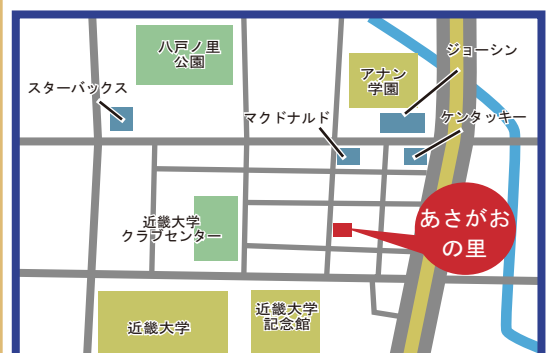 八戸ノ里
公園
ジョーシン
アナン
学園
スターバックス
マクドナルド
ケンタッキー
近畿大学
クラブセンター
あさがお
の里
近畿大学
近畿大学
記念館